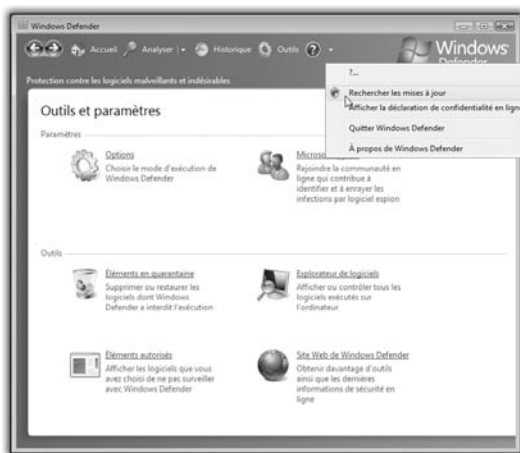 Windows Defender
Accueil Analyser Historique Outils ?
Windows
Defender
Protection contre les logiciels malveillants et indésirables
?...
Rechercher les mises à jour
Afficher la déclaration de confidentialité en ligne
Quitter Windows Defender
À propos de Windows Defender
Outils et paramètres
Paramètres
Options
Choisir le mode d'exécution de
Windows Defender
Rejoindre la communauté en
ligne qui contribue à
identifier et à enrayer les
infections par logiciel espion
Outils
Éléments en quarantaine
Supprimer ou restaurer les
logiciels dont Windows
Defender a interdit l'exécution
Explorateur de logiciels
Afficher ou contrôler tous les
logiciels exécutés sur
l'ordinateur
Éléments autorisés
Afficher les logiciels que vous
avez choisi de ne pas surveiller
avec Windows Defender
Site Web de Windows Defender
Obtenir davantage d'outils
ainsi que les dernières
informations de sécurité en
ligne